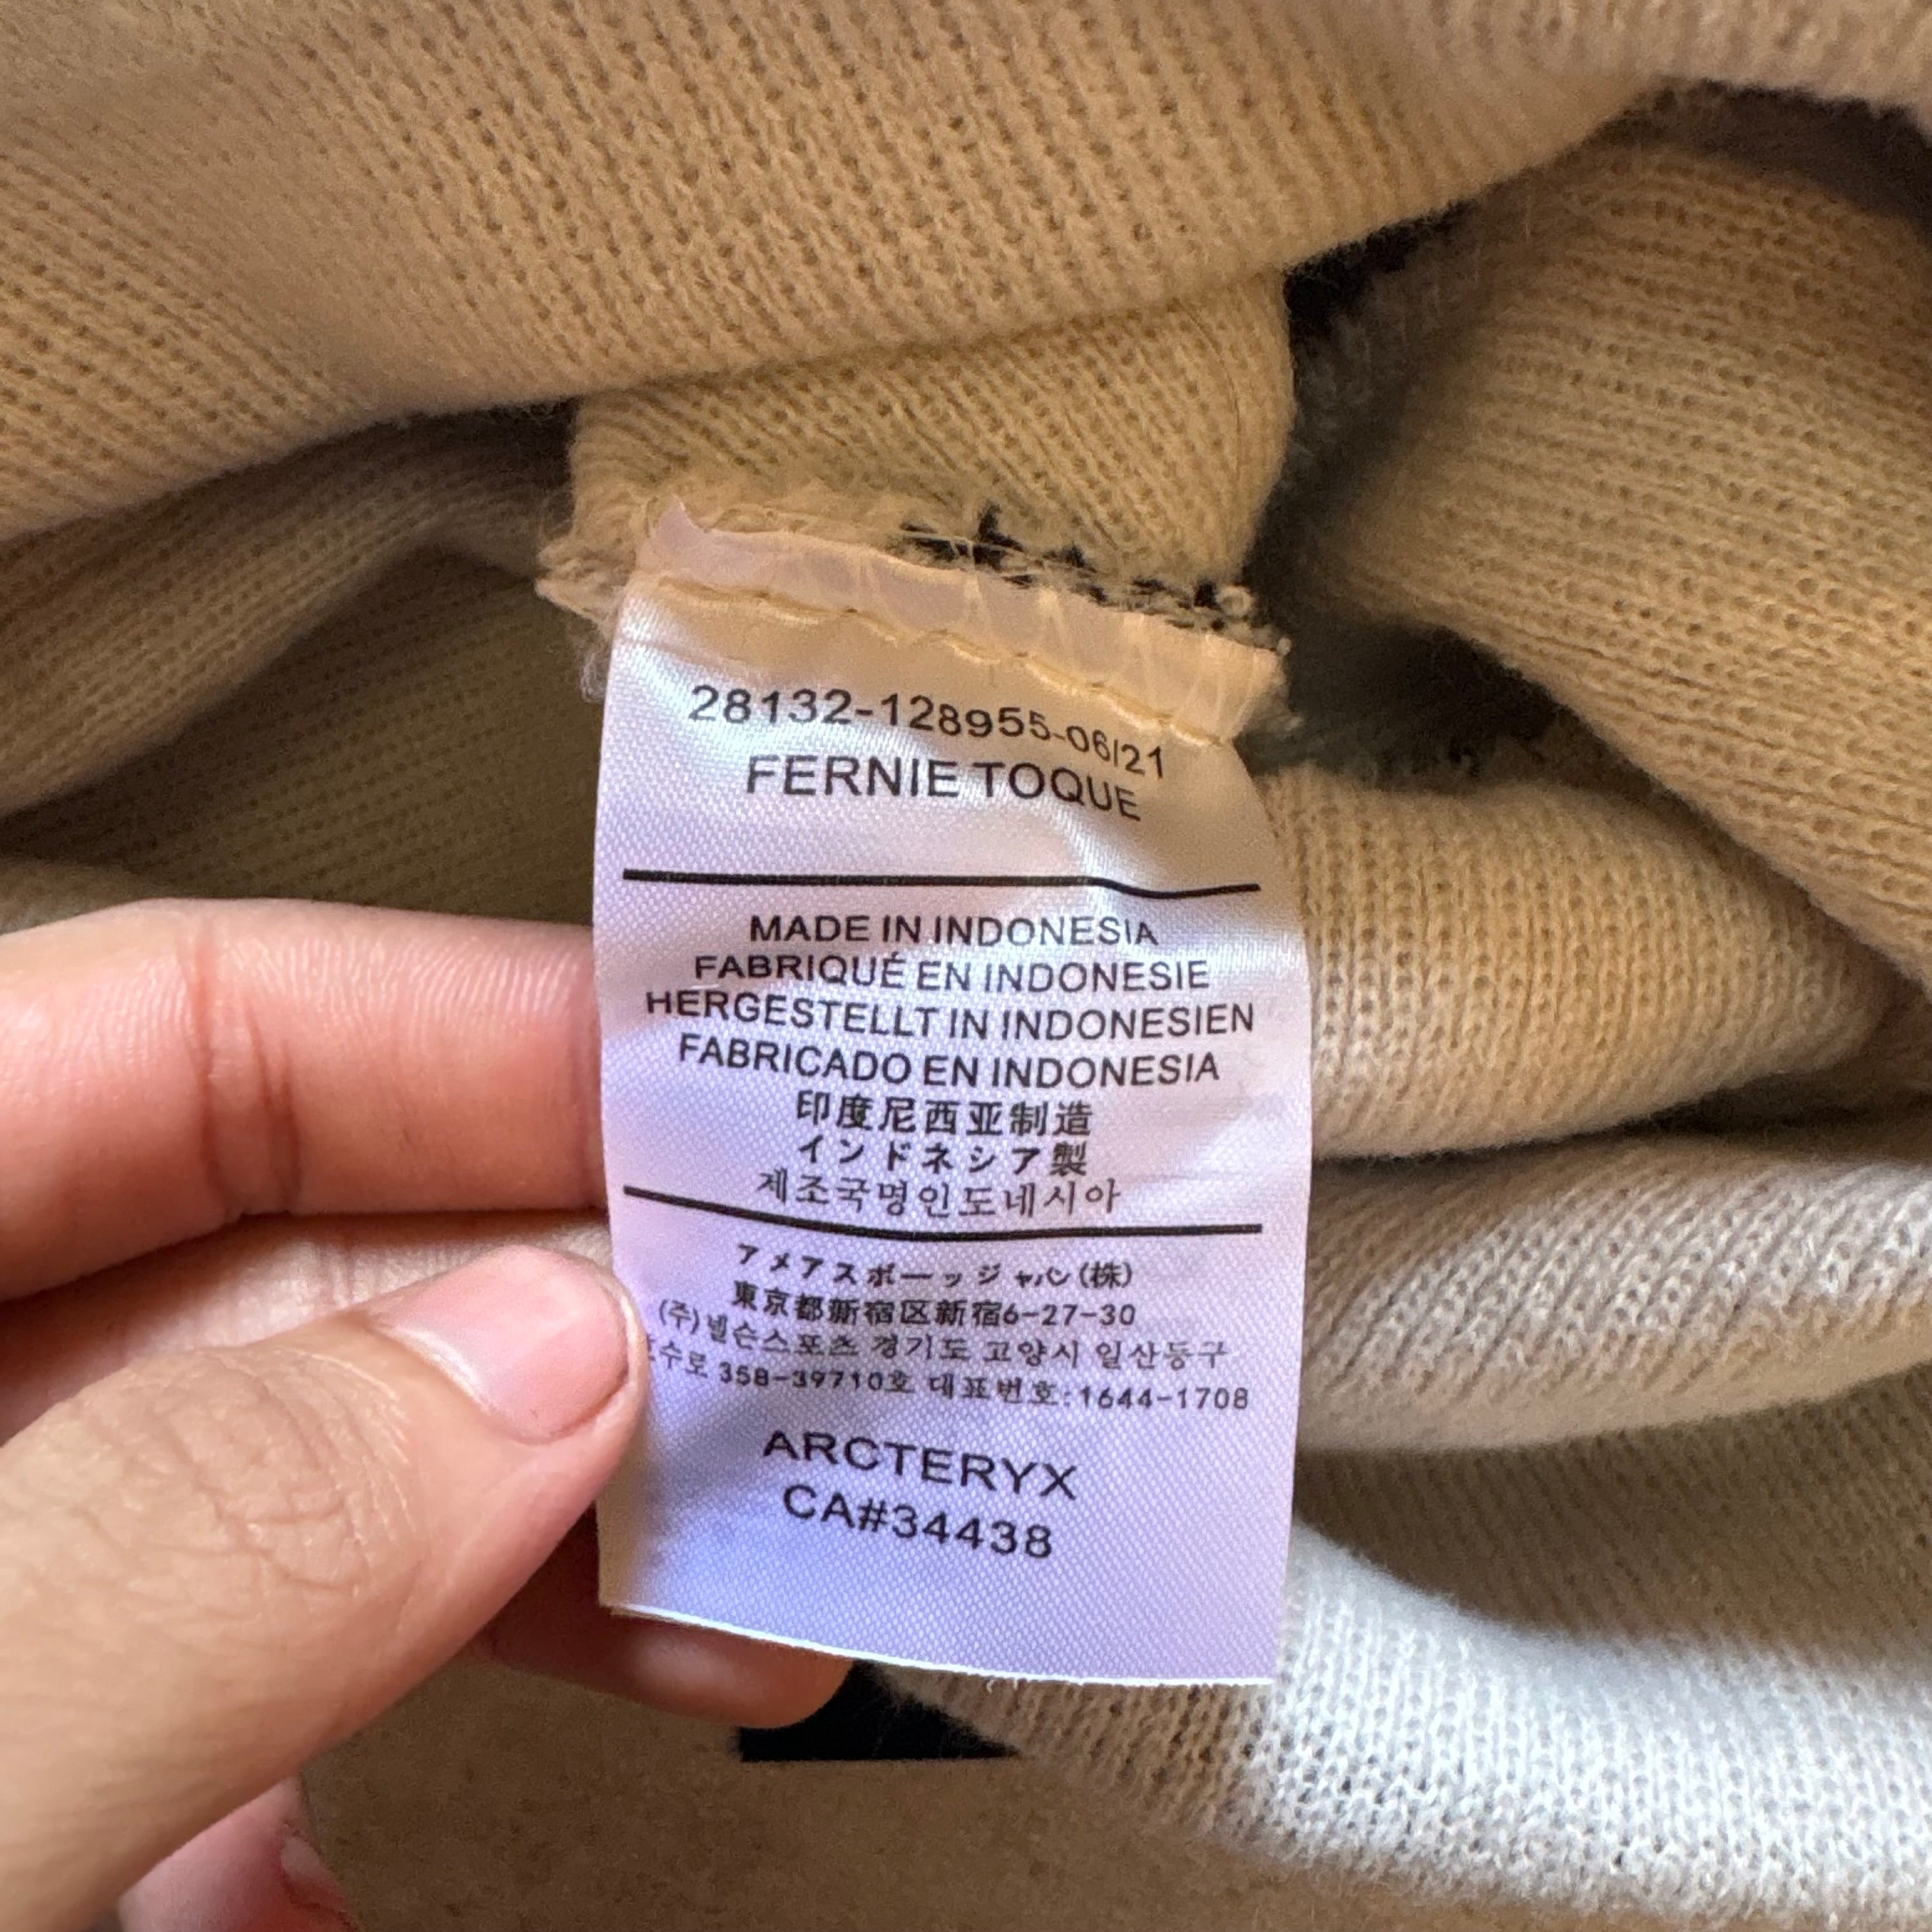 28132-128955-06/21
FERNIE TOQUE
MADE IN INDONESIA
FABRIQUÉ EN INDONESIE
HERGESTELLT IN INDONESIEN
FABRICADO EN INDONESIA
印度尼西亚制造
インドネシア製
제조국명인도네시아
アメアスポーッジャパン(株)
東京都新宿区新宿6-27-30
(주)넬슨스포츠 경기도 고양시 일산동구
358-39710호 대표번호:1644-1708
ARCTERYX
CA#34438